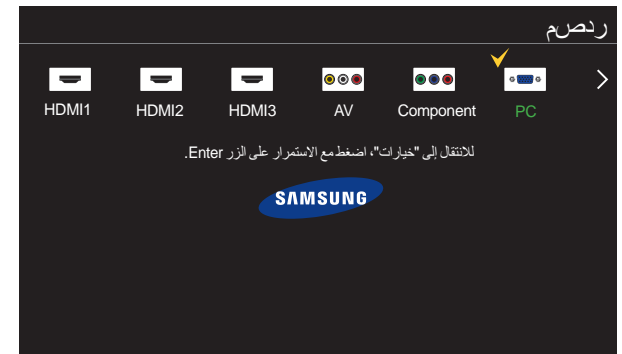 ردصم
HDMI1 HDMI2 HDMI3 AV Component PC
للانتقال إلى "خيارات"، اضغط مع الاستمرار على الزر Enter.
SAMSUNG